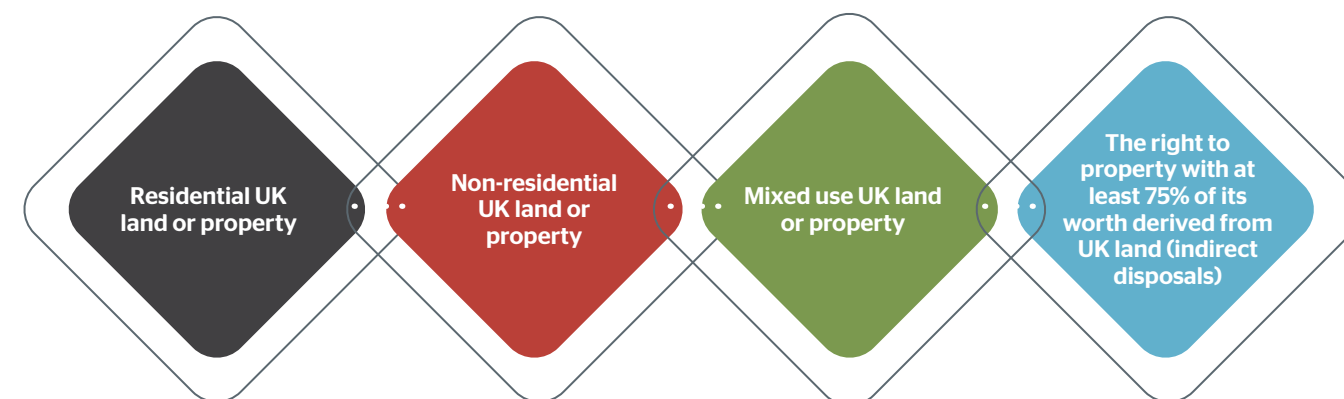 Residential UK
land or property
Non-residential
UK land or
property
Mixed use UK land
or property
The right to
property with at
least 75% of its
worth derived from
UK land (indirect
disposals)